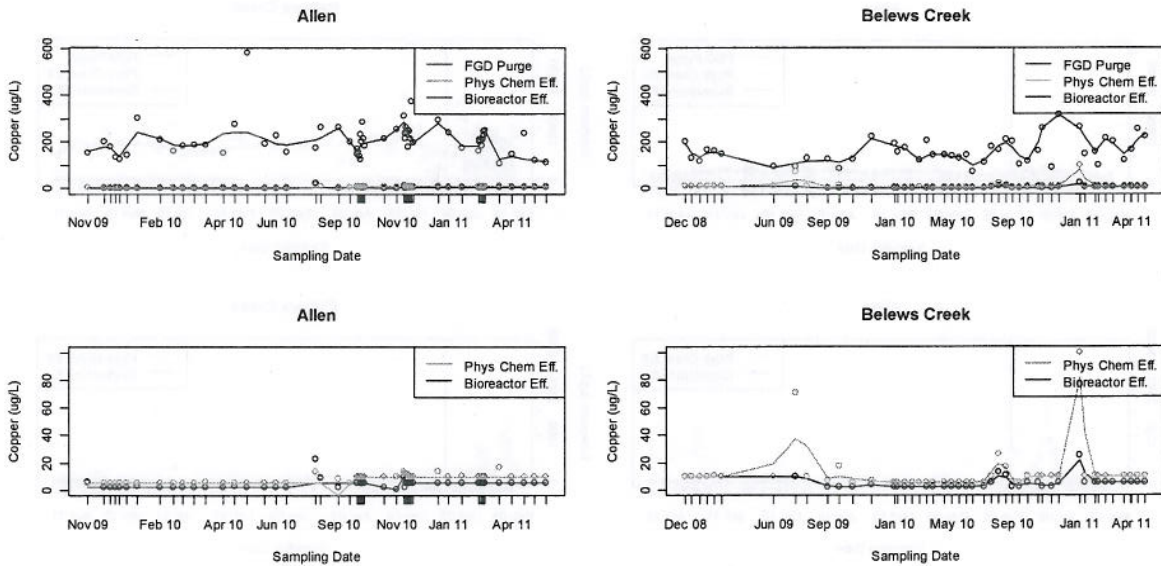 Allen
Copper (ug/L)
600
400
200
0
FGD Purge
Phys Chem Eff.
Bioreactor Eff.
Nov 09 Feb 10 Apr 10 Jun 10 Sep 10 Nov 10 Jan 11 Apr 11
Sampling Date
Belews Creek
Copper (ug/L)
600
400
200
0
FGD Purge
Phys Chem Eff.
Bioreactor Eff.
Dec 08 Jun 09 Sep 09 Jan 10 May 10 Sep 10 Jan 11 Apr 11
Sampling Date
Allen
Copper (ug/L)
80
60
40
20
0
Phys Chem Eff.
Bioreactor Eff.
Nov 09 Feb 10 Apr 10 Jun 10 Sep 10 Nov 10 Jan 11 Apr 11
Sampling Date
Belews Creek
Copper (ug/L)
80
60
40
20
0
Phys Chem Eff.
Bioreactor Eff.
Dec 08 Jun 09 Sep 09 Jan 10 May 10 Sep 10 Jan 11 Apr 11
Sampling Date